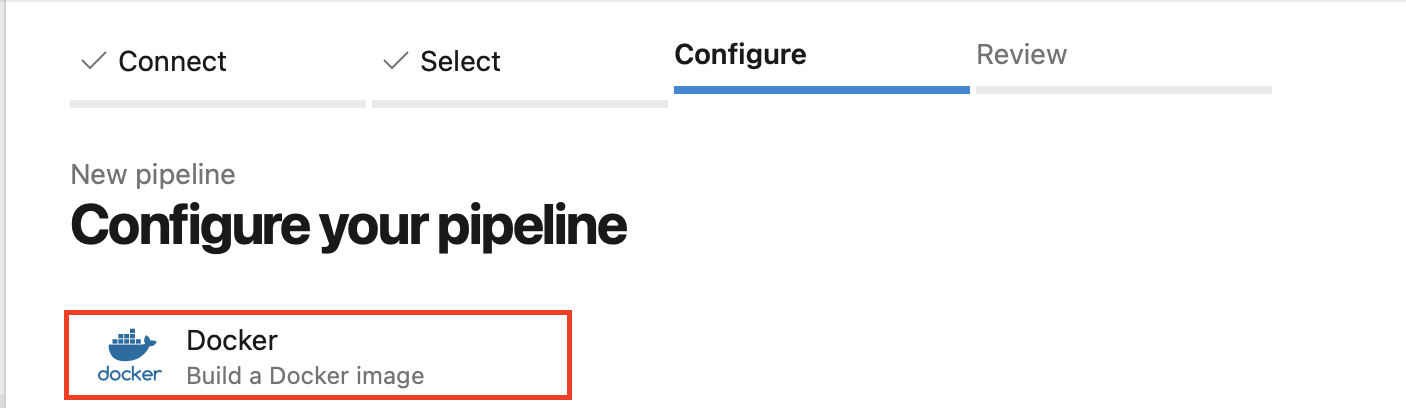 Connect
Select
Configure
Review
New pipeline
Configure your pipeline
Docker
docker
Build a Docker image